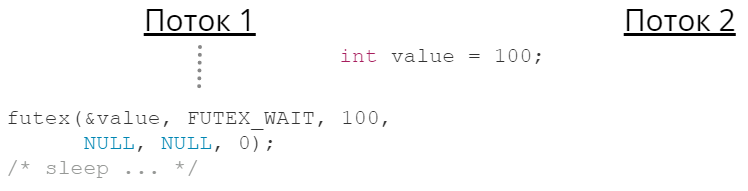 Поток 1
Поток 2
int value = 100;
futex(&value, FUTEX_WAIT, 100,
NULL, NULL, 0);
/* sleep ... */